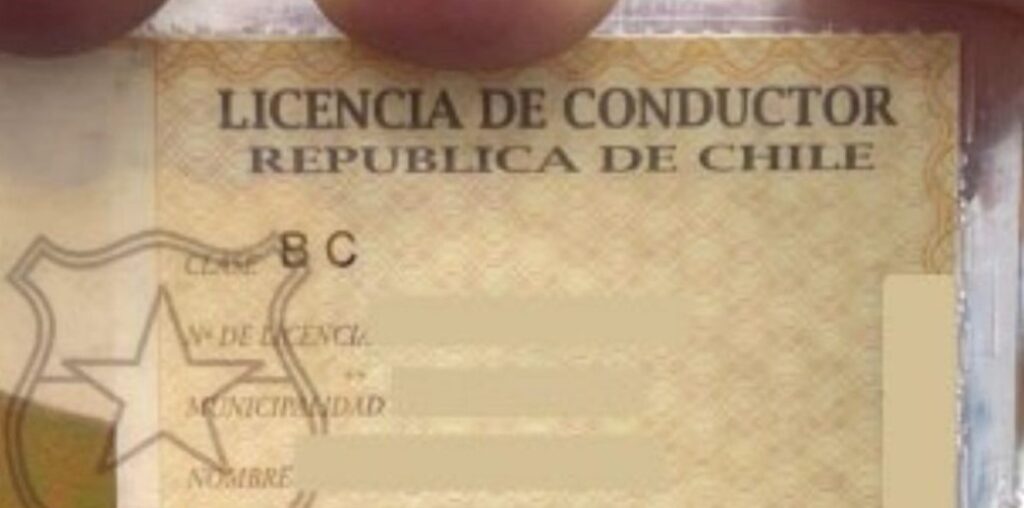 LICENCIA DE CONDUCTOR
REPUBLICA DE CHILE
CLASE B C
Nº DE LICENCIA
MUNICIPALIDAD
NOMBRE